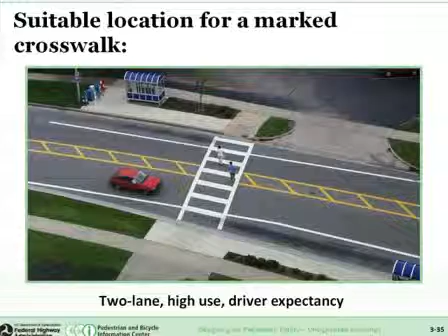 Suitable location for a marked
crosswalk:
Two-lane, high use, driver expectancy
Federal Highway
Administration
Pedestrian and Bicycle
Information Center
3-35